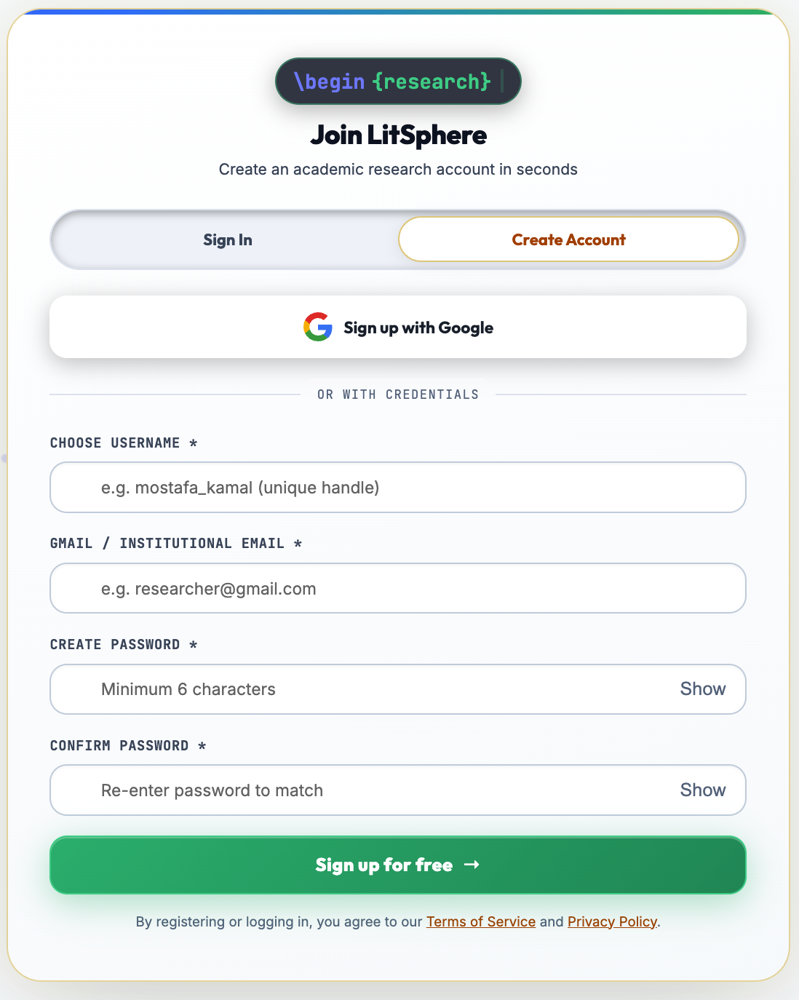 \begin {research}
Join LitSphere
Create an academic research account in seconds
Sign In
Create Account
Sign up with Google
OR WITH CREDENTIALS
CHOOSE USERNAME *
e.g. mostafa_kamal (unique handle)
GMAIL / INSTITUTIONAL EMAIL *
e.g. researcher@gmail.com
CREATE PASSWORD *
Minimum 6 characters Show
CONFIRM PASSWORD *
Re-enter password to match Show
Sign up for free →
By registering or logging in, you agree to our Terms of Service and Privacy Policy.